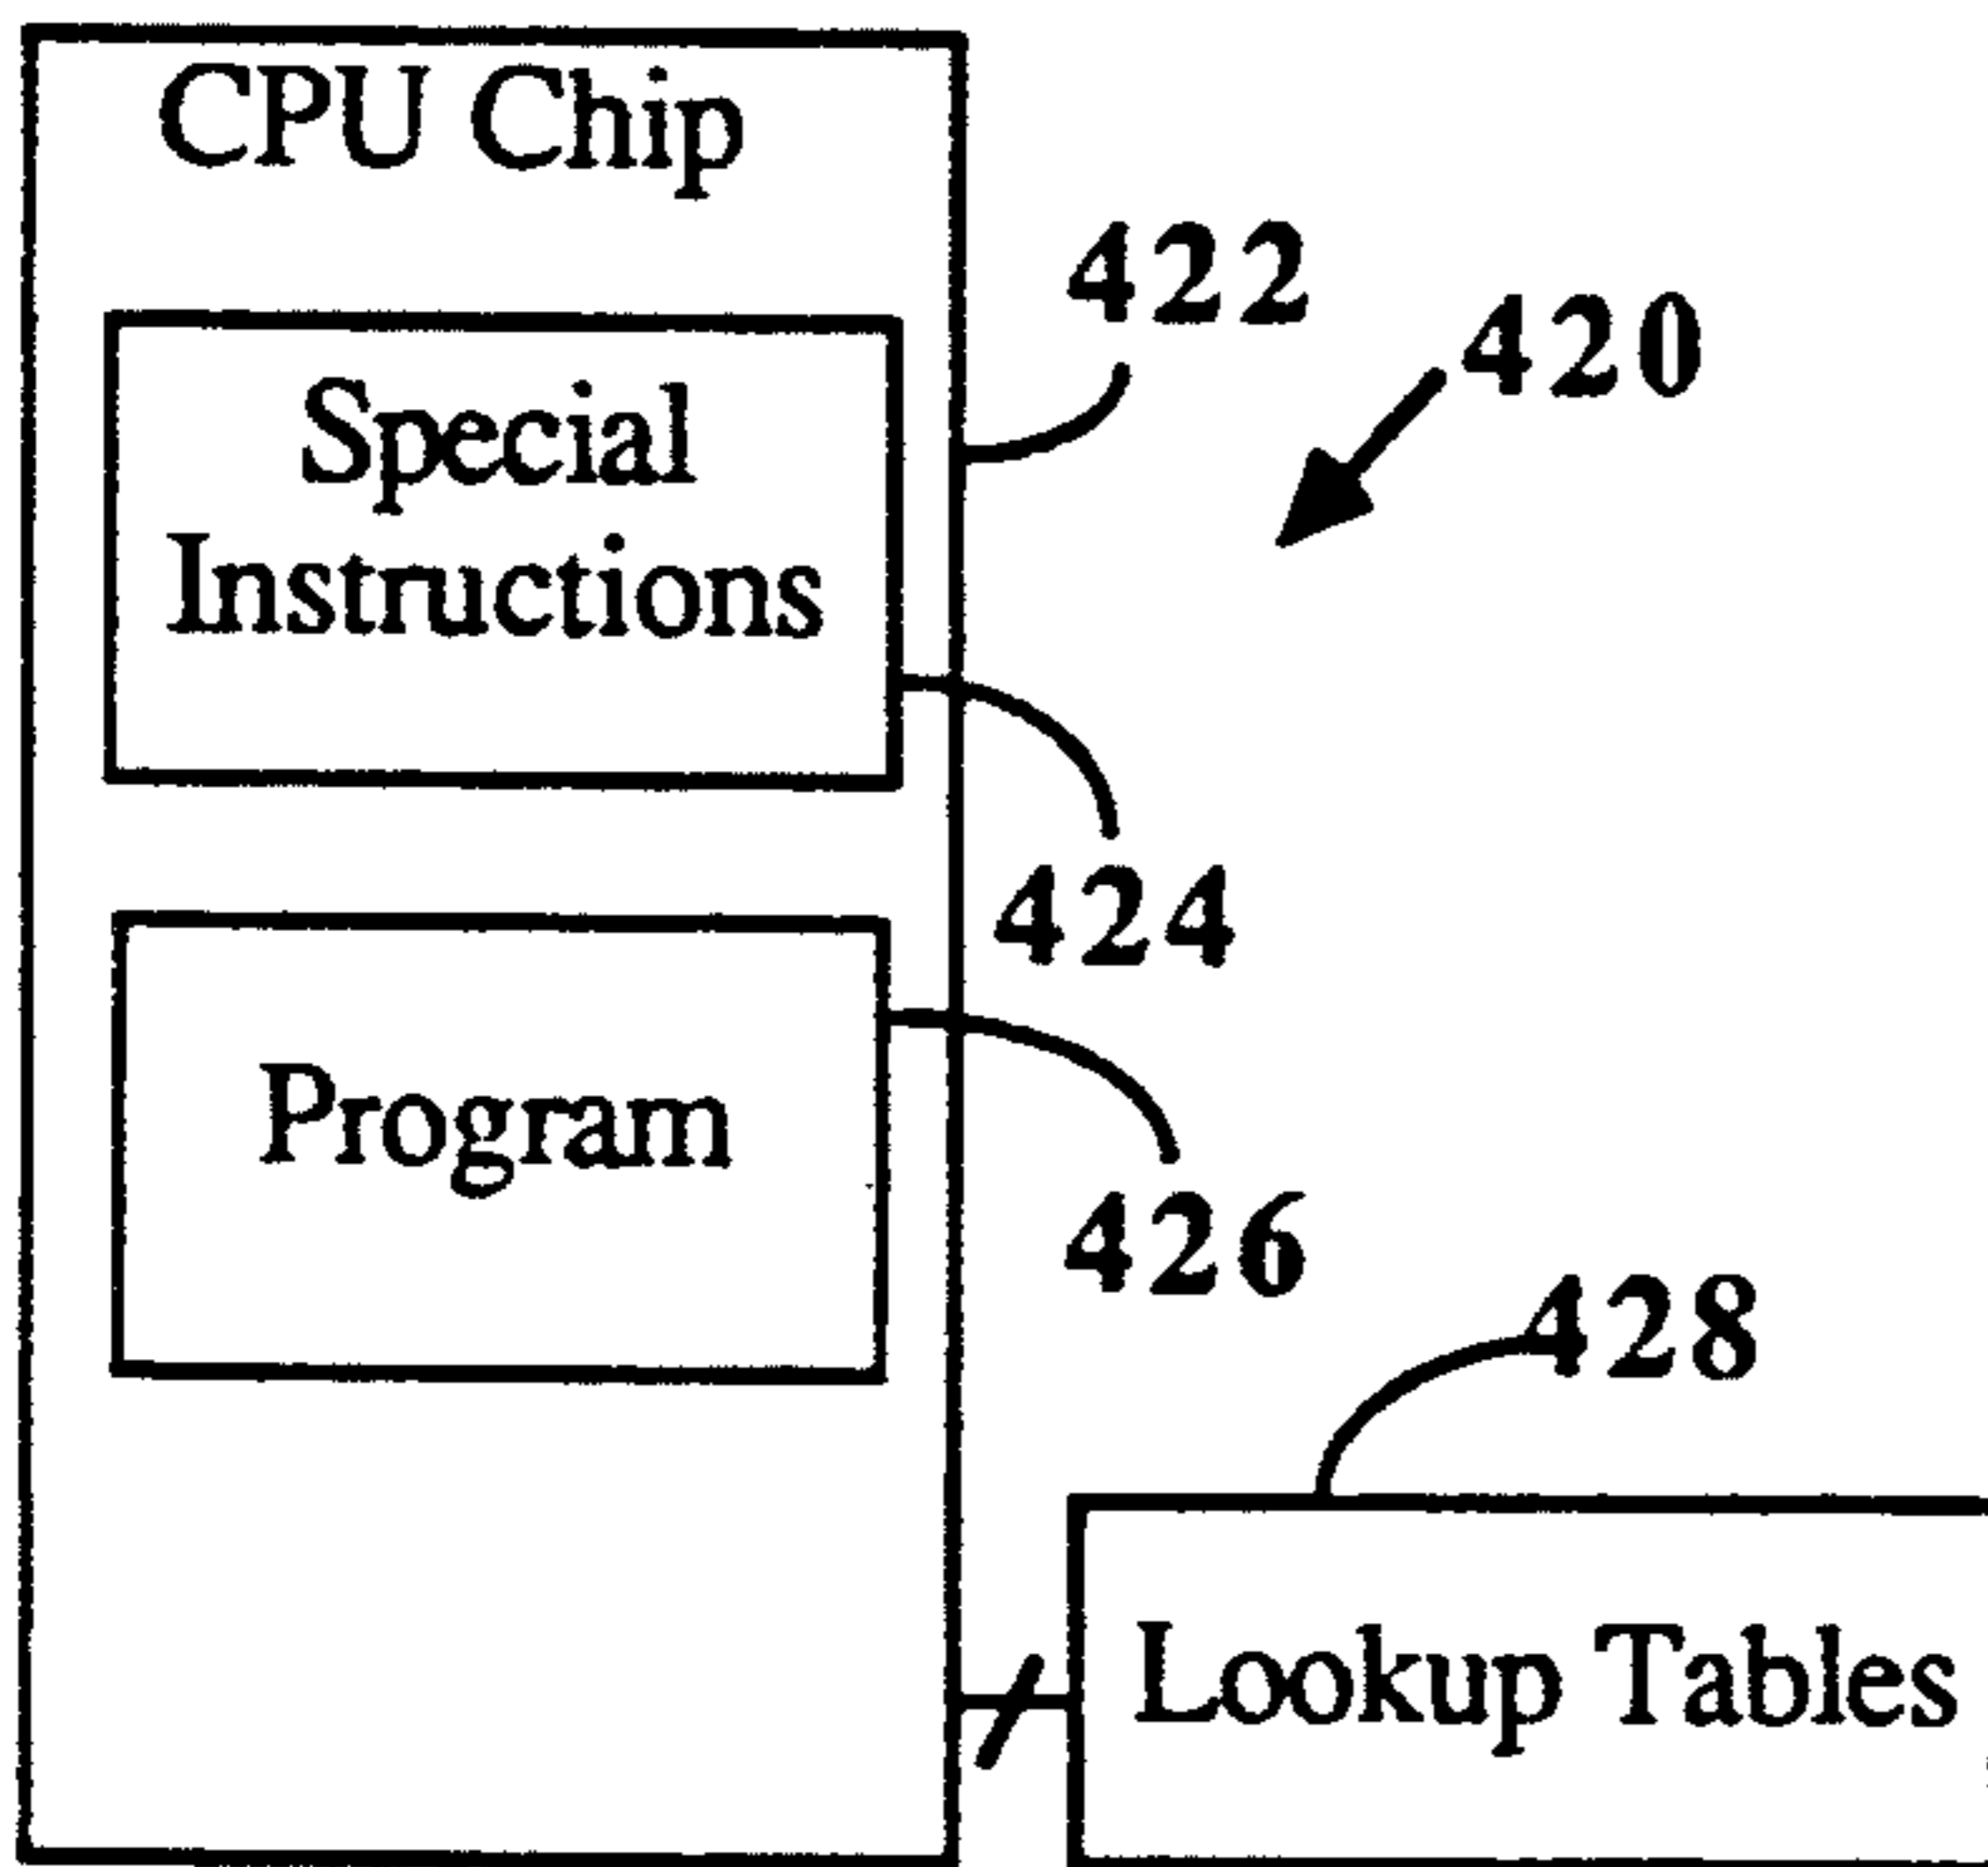 CPU Chip
422
420
Special
Instructions
424
Program
426
428
Lookup Tables